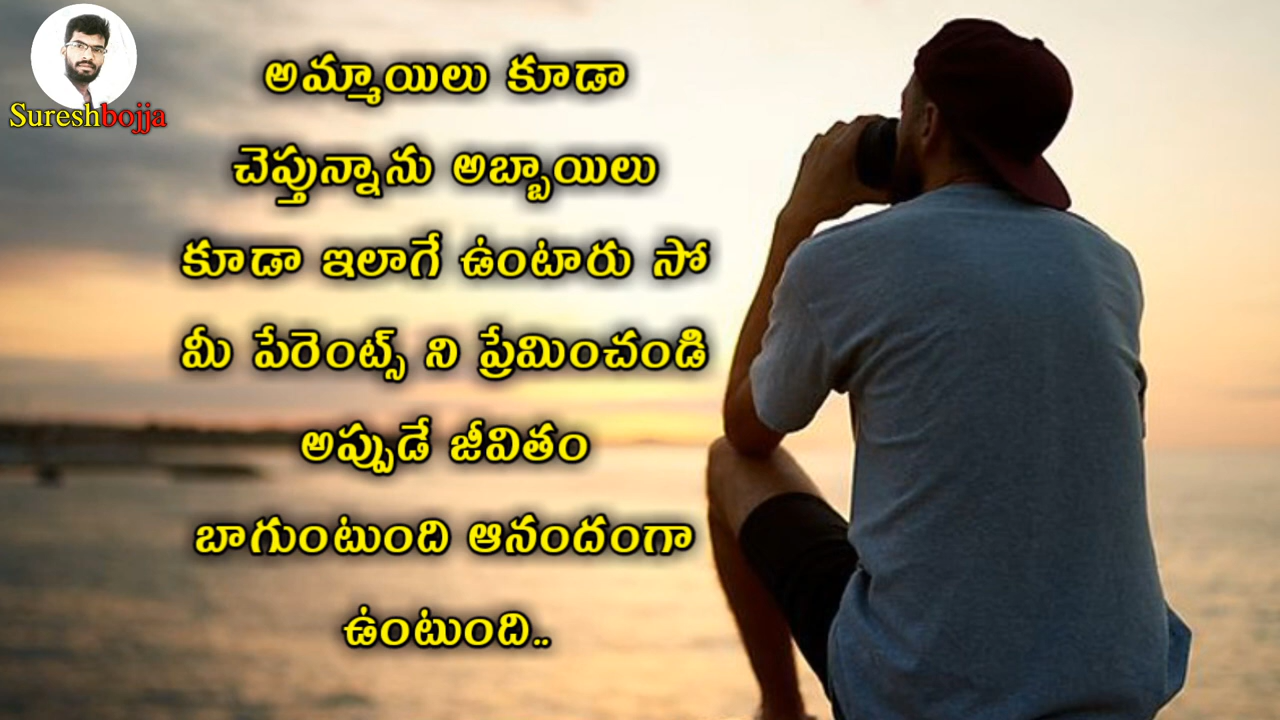 Sureshbojja
అమ్మాయిలు కూడా
చెప్తున్నాను అబ్బాయిలు
కూడా ఇలాగే ఉంటారు సో
మీ పేరెంట్స్ ని ప్రేమించండి
అప్పుడే జీవితం
బాగుంటుంది ఆనందంగా
ఉంటుంది..